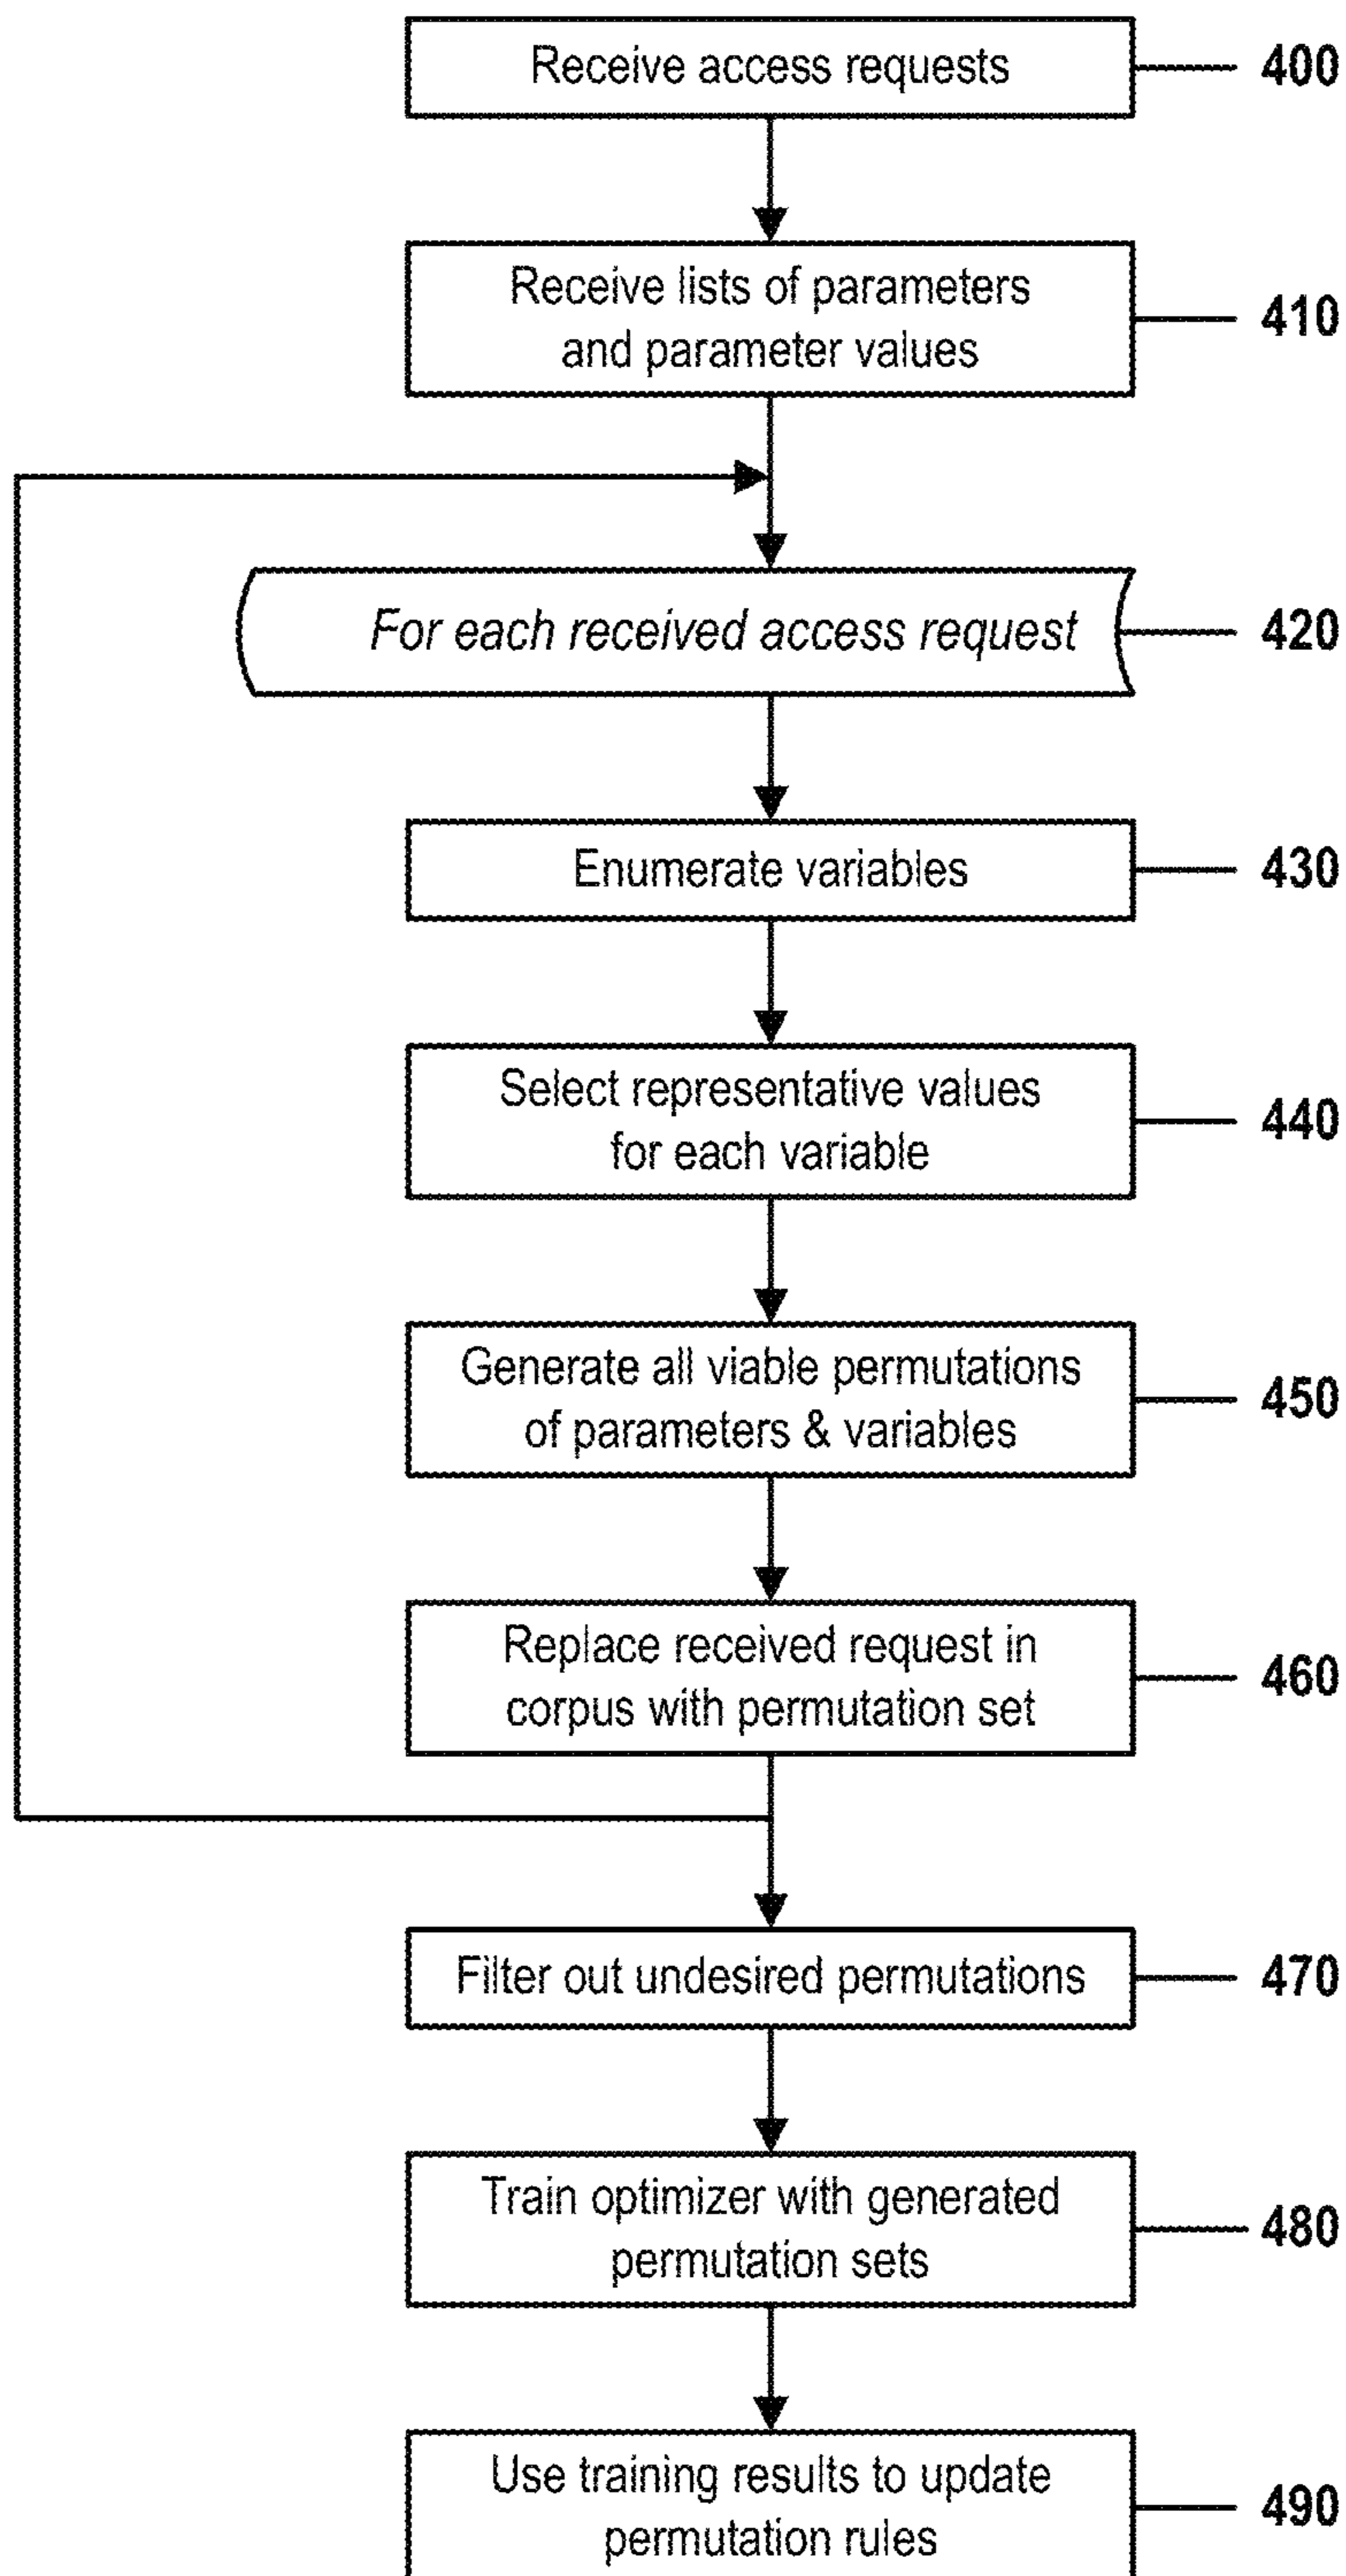 Receive access requests
400
Receive lists of parameters
and parameter values
410
For each received access request
420
Enumerate variables
430
Select representative values
for each variable
440
Generate all viable permutations
of parameters & variables
450
Replace received request in
corpus with permutation set
460
Filter out undesired permutations
470
Train optimizer with generated
permutation sets
480
Use training results to update
permutation rules
490